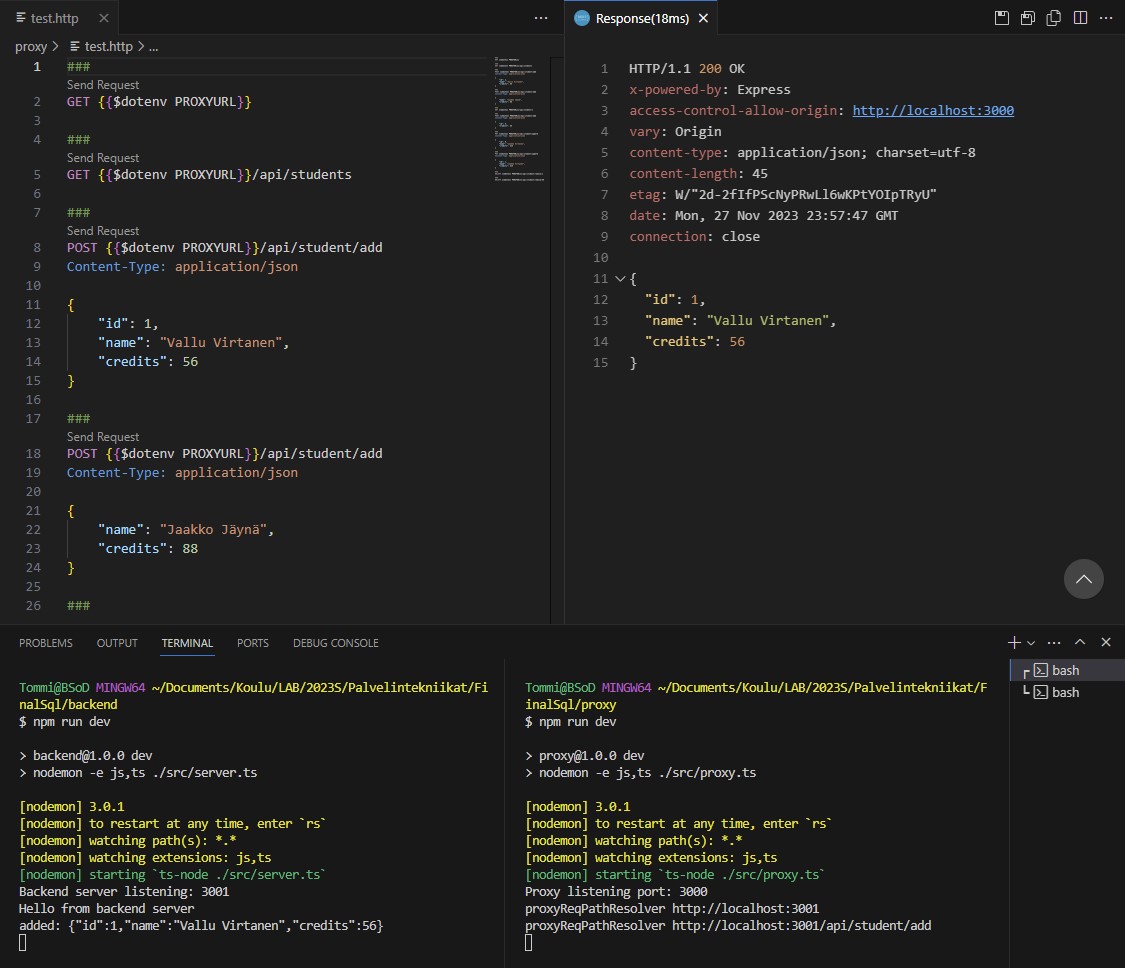 test.http
proxy > test.http > ...
1 ###
Send Request
2 GET {{$dotenv PROXYURL}}
3
4 ###
Send Request
5 GET {{$dotenv PROXYURL}}/api/students
6
7 ###
Send Request
8 POST {{$dotenv PROXYURL}}/api/student/add
9 Content-Type: application/json
10
11 {
12 "id": 1,
13 "name": "Vallu Virtanen",
14 "credits": 56
15 }
16
17 ###
Send Request
18 POST {{$dotenv PROXYURL}}/api/student/add
19 Content-Type: application/json
20
21 {
22 "name": "Jaakko Jäynä",
23 "credits": 88
24 }
25
26 ###
Response(18ms)
1 HTTP/1.1 200 OK
2 x-powered-by: Express
3 access-control-allow-origin: http://localhost:3000
4 vary: Origin
5 content-type: application/json; charset=utf-8
6 content-length: 45
7 etag: W/"2d-2fIfPScNyPRwLl6wKPtYOIpTRyU"
8 date: Mon, 27 Nov 2023 23:57:47 GMT
9 connection: close
10
11 {
12 "id": 1,
13 "name": "Vallu Virtanen",
14 "credits": 56
15 }
PROBLEMS OUTPUT TERMINAL PORTS DEBUG CONSOLE
Tommi@BSoD MINGW64 ~/Documents/Koulu/LAB/2023S/Palvelintekniikat/Fi
nalSql/backend
$ npm run dev
> backend@1.0.0 dev
> nodemon -e js,ts ./src/server.ts
[nodemon] 3.0.1
[nodemon] to restart at any time, enter `rs`
[nodemon] watching path(s): *.*
[nodemon] watching extensions: js,ts
[nodemon] starting `ts-node ./src/server.ts`
Backend server listening: 3001
Hello from backend server
added: {"id":1,"name":"Vallu Virtanen","credits":56}
Tommi@BSoD MINGW64 ~/Documents/Koulu/LAB/2023S/Palvelintekniikat/F
inalSql/proxy
$ npm run dev
> proxy@1.0.0 dev
> nodemon -e js,ts ./src/proxy.ts
[nodemon] 3.0.1
[nodemon] to restart at any time, enter `rs`
[nodemon] watching path(s): *.*
[nodemon] watching extensions: js,ts
[nodemon] starting `ts-node ./src/proxy.ts`
Proxy listening port: 3000
proxyReqPathResolver http://localhost:3001
proxyReqPathResolver http://localhost:3001/api/student/add
bash
bash